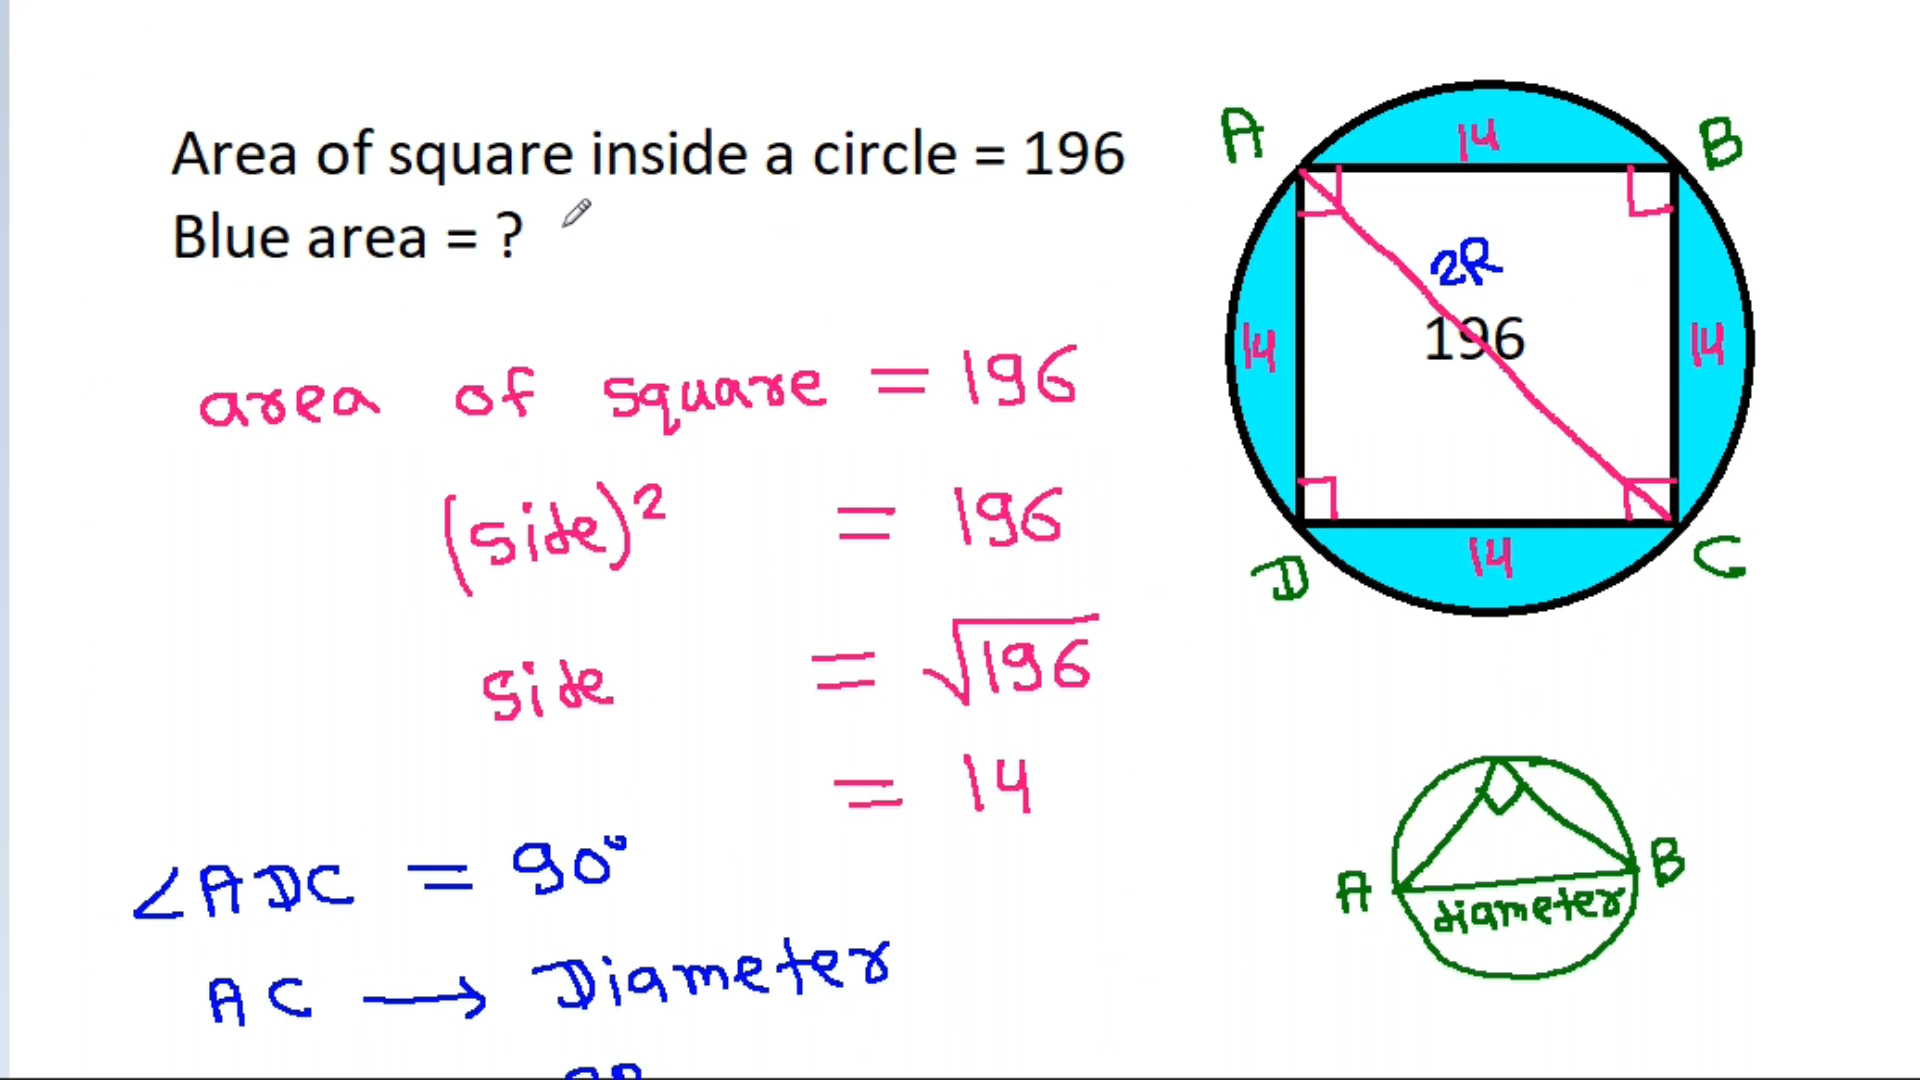 Area of square inside a circle = 196
Blue area = ?
area of square = 196
(side)² = 196
side = √196
= 14
∠ADC = 90°
AC → Diameter
A
B
14
2R
196
14
14
14
D
C
A
B
diameter